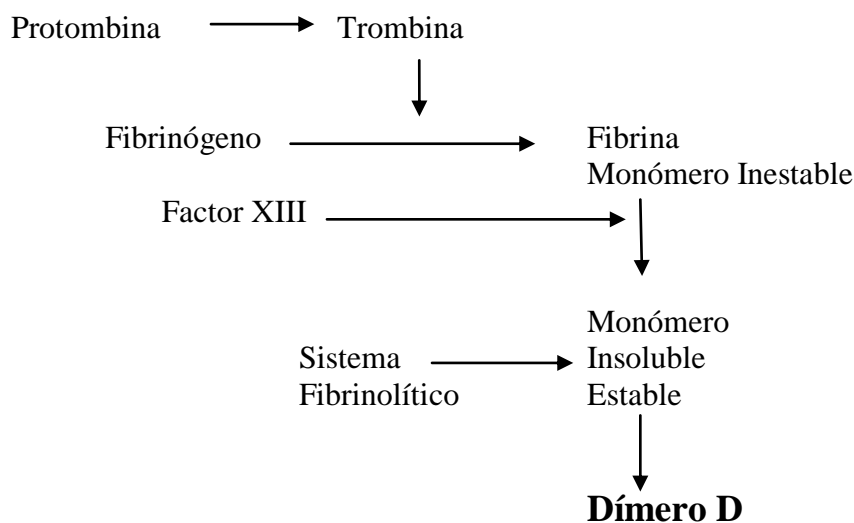 Protombina
Trombina
Fibrinógeno
Fibrina
Monómero Inestable
Factor XIII
Monómero
Insoluble
Estable
Sistema
Fibrinolítico
Dímero D